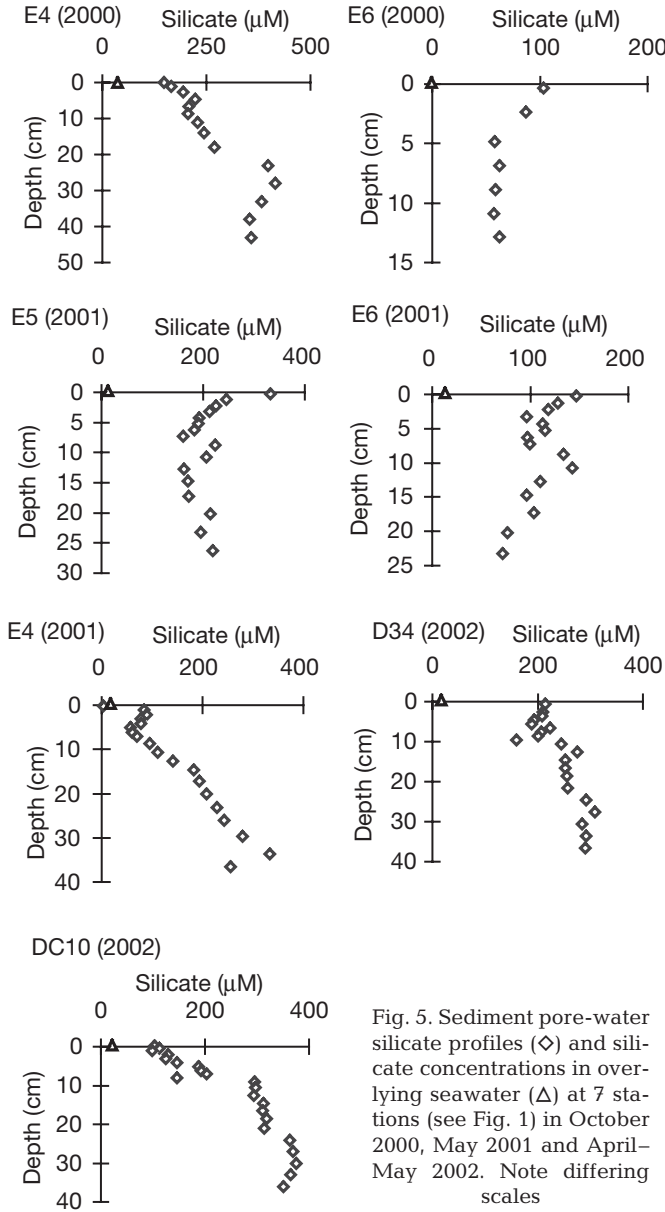 E4 (2000)
Silicate (µM)
0 250 500
0
10
20
30
40
50
Depth (cm)
E6 (2000)
Silicate (µM)
0 100 200
0
5
10
15
Depth (cm)
E5 (2001)
Silicate (µM)
0 200 400
0
5
10
15
20
25
30
Depth (cm)
E6 (2001)
Silicate (µM)
0 100 200
0
5
10
15
20
25
Depth (cm)
E4 (2001)
Silicate (µM)
0 200 400
0
10
20
30
40
Depth (cm)
D34 (2002)
Silicate (µM)
0 200 400
0
10
20
30
40
Depth (cm)
DC10 (2002)
Silicate (µM)
0 200 400
0
10
20
30
40
Depth (cm)
Fig. 5. Sediment pore-water
silicate profiles (◇) and sili-
cate concentrations in over-
lying seawater (△) at 7 sta-
tions (see Fig. 1) in October
2000, May 2001 and April–
May 2002. Note differing
scales